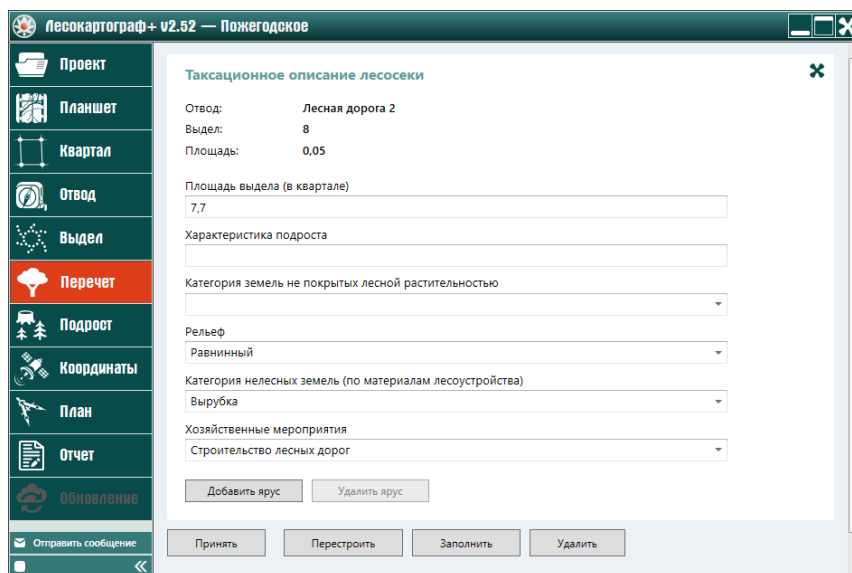 Лесокартограф+ v2.52 — Пожегодское
Проект
Планшет
Квартал
Отвод
Выдел
Перечет
Подрост
Координаты
План
Отчет
Обновление
Отправить сообщение
Таксационное описание лесосеки
Отвод: Лесная дорога 2
Выдел: 8
Площадь: 0,05
Площадь выдела (в квартале)
7,7
Характеристика подроста
Категория земель не покрытых лесной растительностью
Рельеф
Равнинный
Категория нелесных земель (по материалам лесоустройства)
Вырубка
Хозяйственные мероприятия
Строительство лесных дорог
Добавить ярус Удалить ярус
Принять Перестроить Заполнить Удалить